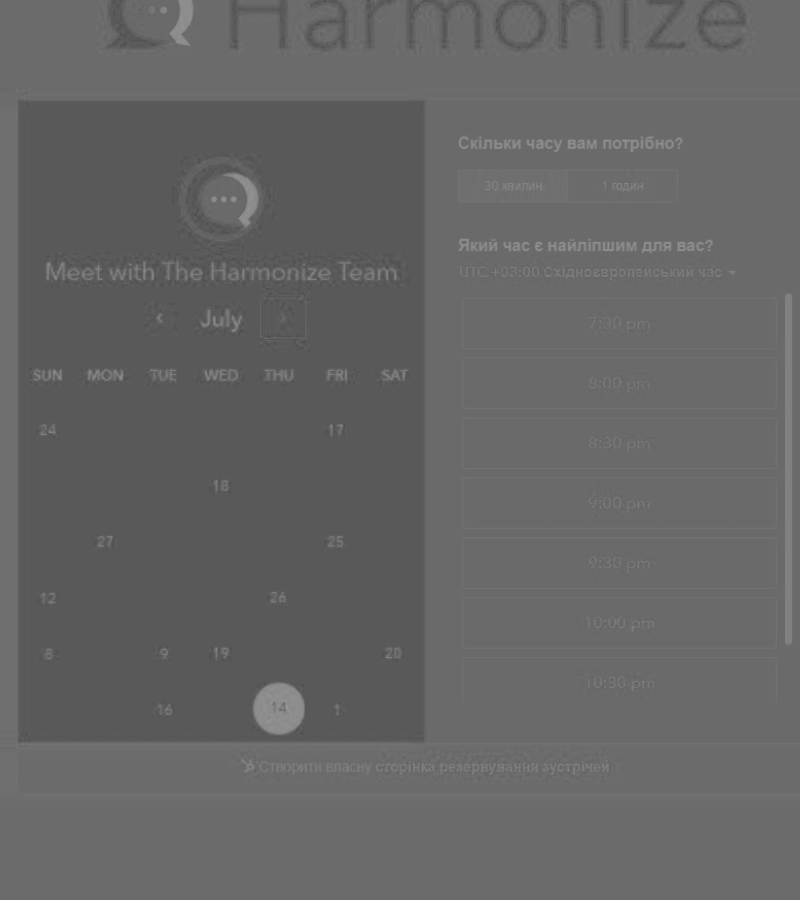 Harmonize
Meet with The Harmonize Team
July
SUN MON TUE WED THU FRI SAT
24 17
18
27 25
12 26
8 9 19 20
16 14 1
Скільки часу вам потрібно?
30 хвилин. 1 годин
Який час є найліпшим для вас?
UTC +03:00 Східноєвропейський час
7:30 pm
8:00 pm
8:30 pm
9:00 pm
9:30 pm
10:00 pm
10:30 pm
Створити власну сторінка резервування зустрічей